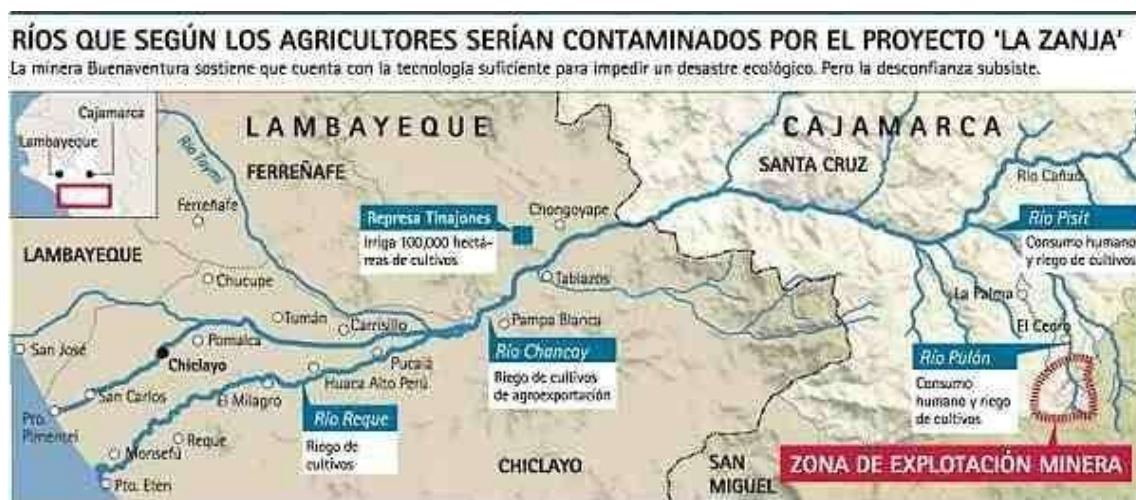 RÍOS QUE SEGÚN LOS AGRICULTORES SERÍAN CONTAMINADOS POR EL PROYECTO 'LA ZANJA'
La minera Buenaventura sostiene que cuenta con la tecnología suficiente para impedir un desastre ecológico. Pero la desconfianza subsiste.
Cajamarca
Lambayeque
LAMBAYEQUE
CAJAMARCA
Río Taymi
FERREÑAFE
SANTA CRUZ
Río Cañad
Ferreñafe
Represa Tinajones
Irriga 100,000 hectá-
reas de cultivos
Chongoyape
Río Pisit
Consumo humano
y riego de cultivos
LAMBAYEQUE
Chucupe
Tablazos
La Palma
Tumán
Carrisillo
Pampa Blanca
El Cedro
San José
Pomalca
Chiclayo
Pucalá
Río Chancay
Riego de cultivos
de agroexportación
Río Pulán
Consumo
humano y riego
de cultivos
Huaca Alto Perú
San Carlos
El Milagro
Pto.
Pimentel
Río Reque
Riego de
cultivos
Reque
Monsefú
Pto. Eten
CHICLAYO
SAN
MIGUEL
ZONA DE EXPLOTACIÓN MINERA